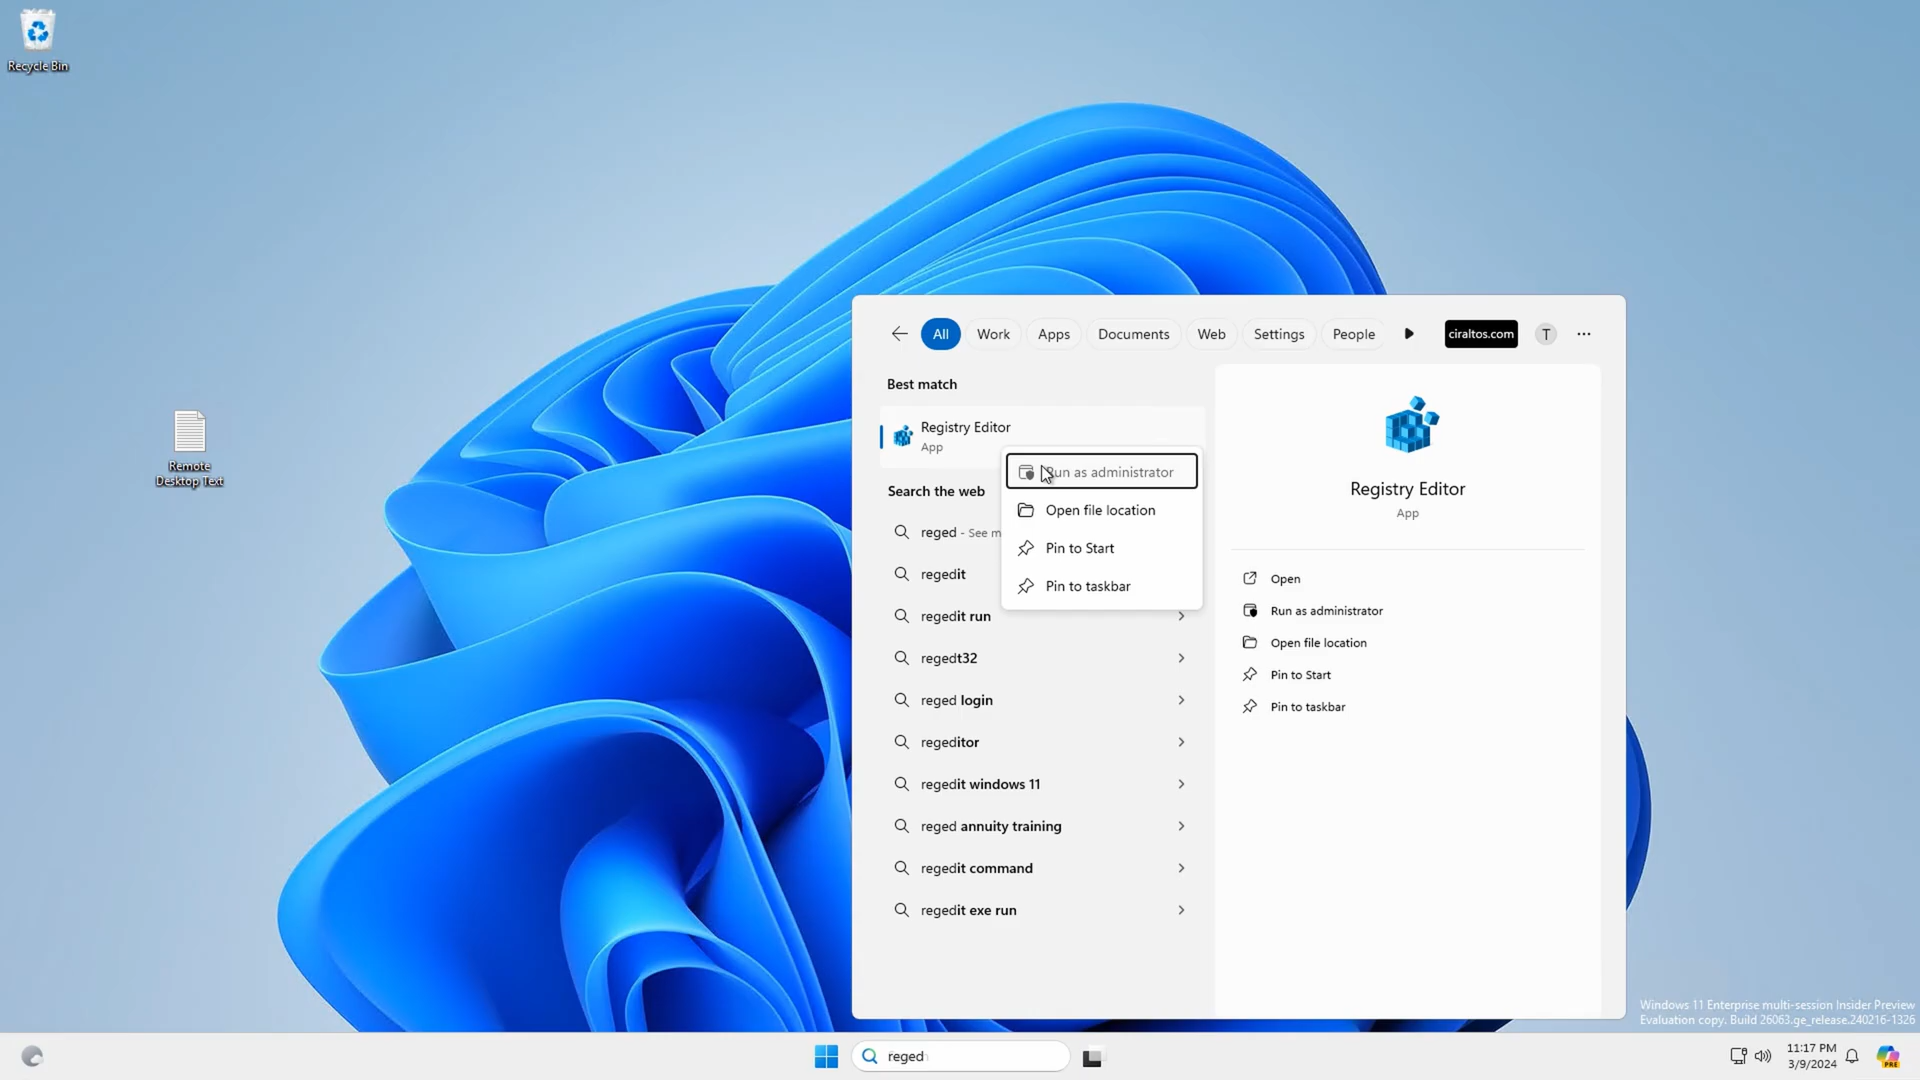 Recycle Bin
Remote
Desktop Text
All
Work
Apps
Documents
Web
Settings
People
ciraltos.com
T
Best match
Registry Editor
App
Run as administrator
Open file location
Pin to Start
Pin to taskbar
Search the web
reged - See m
regedit
regedit run
regedt32
reged login
regeditor
regedit windows 11
reged annuity training
regedit command
regedit exe run
Registry Editor
App
Open
Run as administrator
Open file location
Pin to Start
Pin to taskbar
Windows 11 Enterprise multi-session Insider Preview
Evaluation copy. Build 26063.ge_release.240216-1326
reged
11:17 PM
3/9/2024
PRE